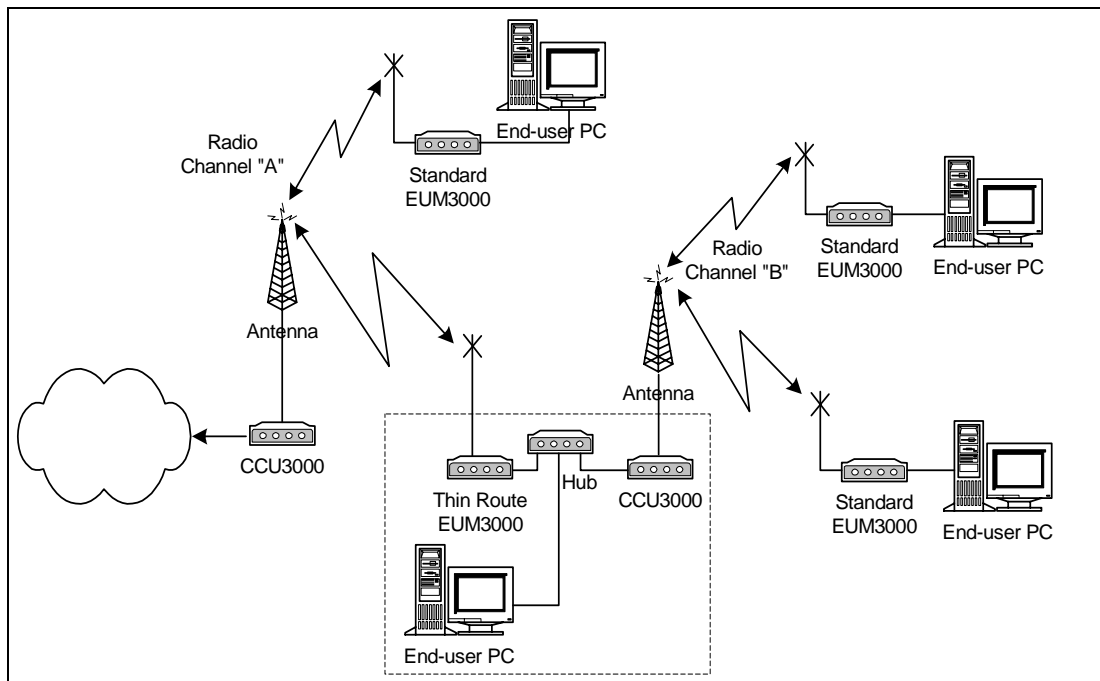 End-user PC
Radio
Channel "A"
Standard
EUM3000
Radio
Channel "B"
Standard
EUM3000
End-user PC
Antenna
Antenna
CCU3000
Thin Route
EUM3000
Hub
CCU3000
Standard
EUM3000
End-user PC
End-user PC